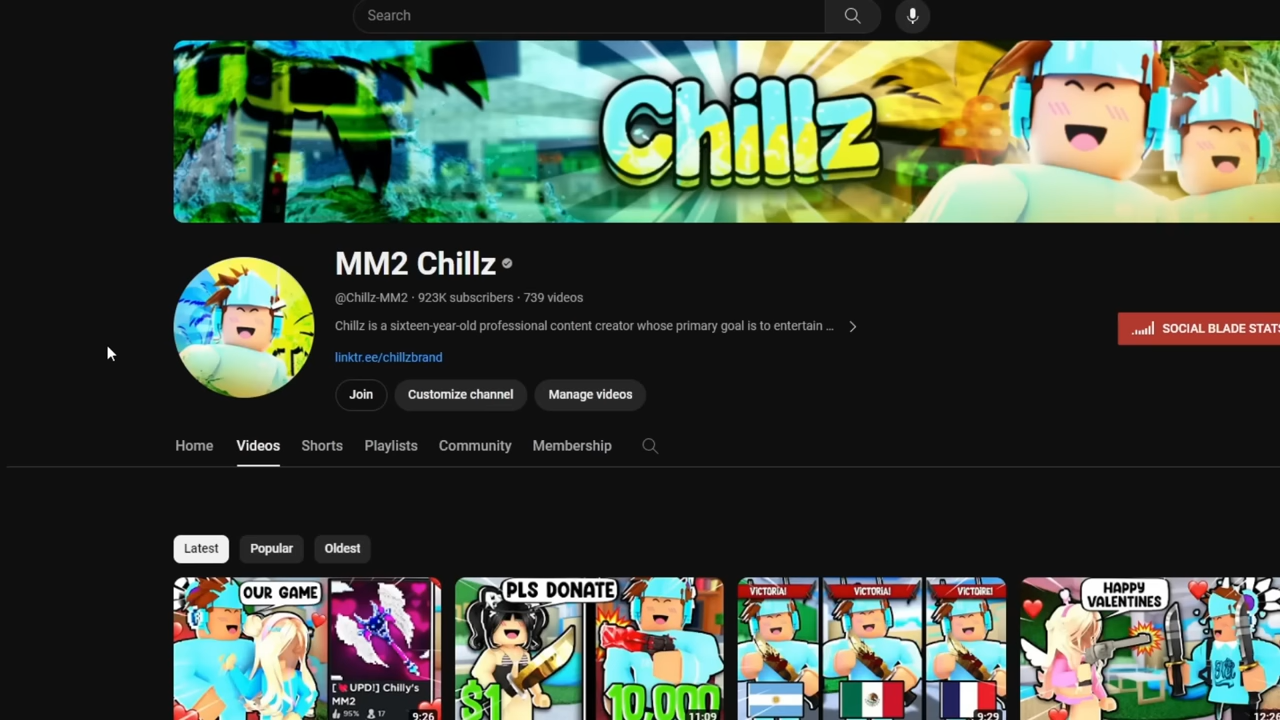 Search
Chillz
MM2 Chillz
@Chillz-MM2 · 923K subscribers · 739 videos
Chillz is a sixteen-year-old professional content creator whose primary goal is to entertain ...
SOCIAL BLADE STATS
linktr.ee/chillzbrand
Join Customize channel Manage videos
Home Videos Shorts Playlists Community Membership
Latest Popular Oldest
OUR GAME
[UPD!] Chilly's
MM2
95% 17
9:26
PLS DONATE
$1 10,000
11:09
VICTORIA! VICTORIA! VICTOIRE!
9:29
HAPPY
VALENTINES